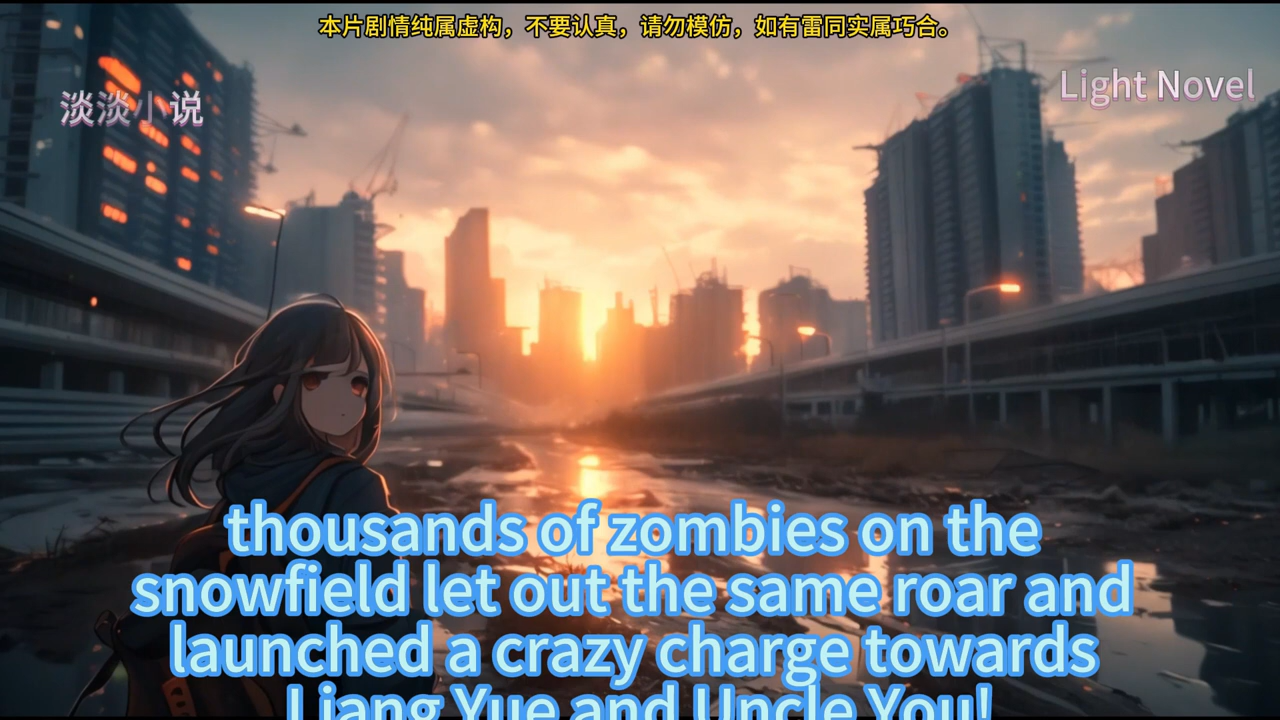 本片剧情纯属虚构，不要认真，请勿模仿，如有雷同实属巧合。
淡淡小说
Light Novel
thousands of zombies on the
snowfield let out the same roar and
launched a crazy charge towards
Liang Yue and Uncle You!